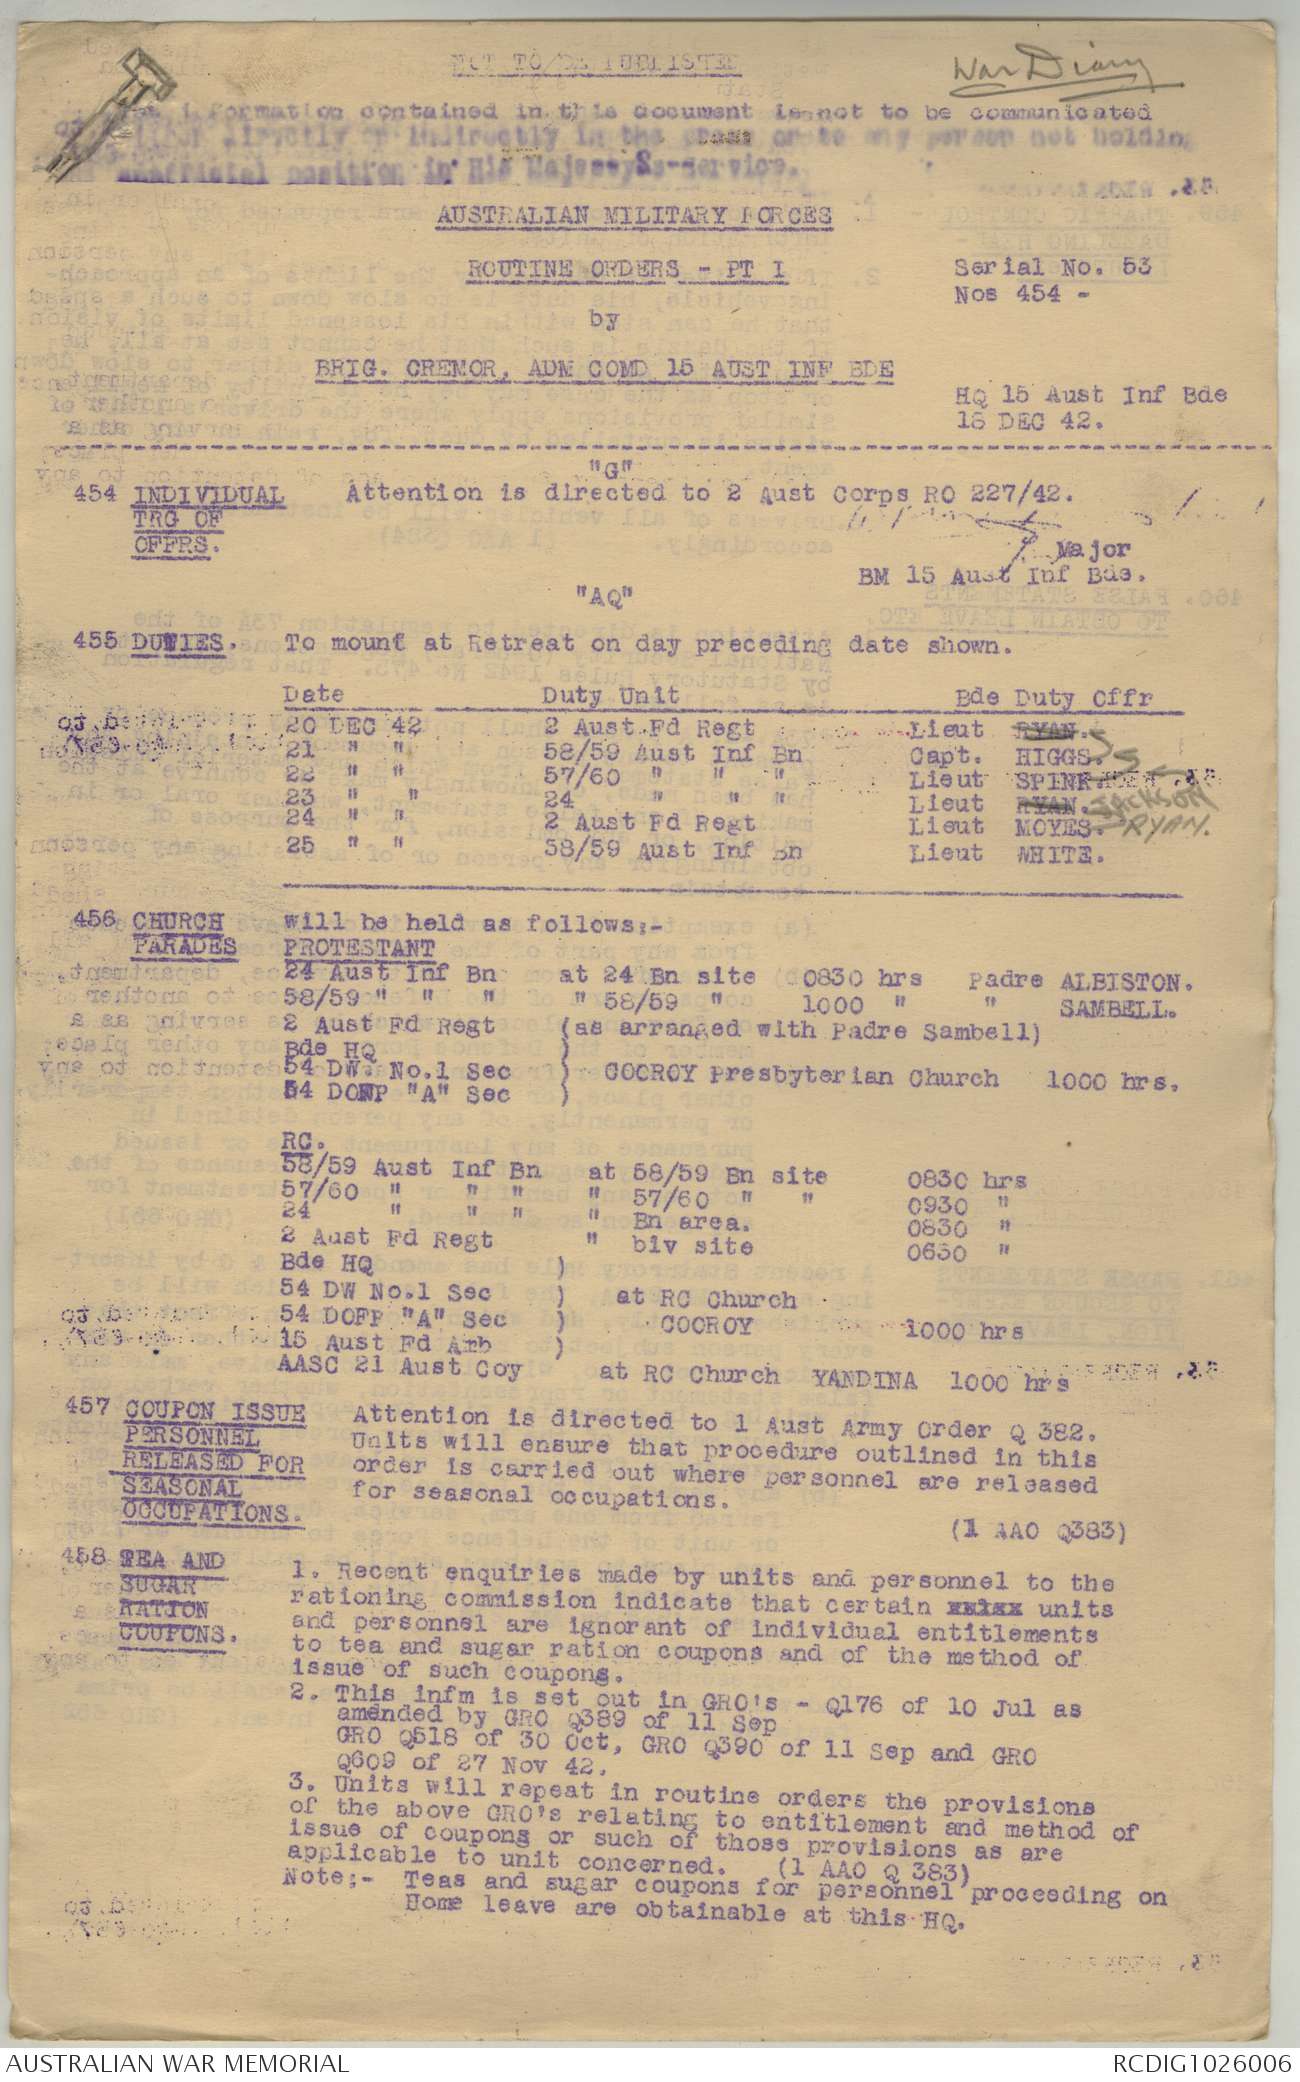 NOT TO BE PUBLISHED
War Diary
The information contained in this document is not to be communicated
either directly or indirectly in the press or to any person not holding
an official position in His Majesty's service.
AUSTRALIAN MILITARY FORCES
ROUTINE ORDERS - PT I
Serial No. 53
Nos 454 -
by
BRIG. CREMOR, ADM COMD 15 AUST INF BDE
HQ 15 Aust Inf Bde
18 DEC 42.
"G"
454 INDIVIDUAL TRG OF OFFRS. Attention is directed to 2 Aust Corps RO 227/42.
Major
BM 15 Aust Inf Bde.
"AQ"
455 DUTIES. To mount at Retreat on day preceding date shown.
Date Duty Unit Bde Duty Offr
20 DEC 42 2 Aust Fd Regt Lieut RYAN.
21 " " 58/59 Aust Inf Bn Capt. HIGGS.
22 " " 57/60 " " " Lieut SPINK.
23 " " 24 " " " Lieut RYAN. JACKSON
24 " " 2 Aust Fd Regt Lieut MOYES. RYAN.
25 " " 58/59 Aust Inf Bn Lieut WHITE.
456 CHURCH PARADES will be held as follows:-
PROTESTANT
24 Aust Inf Bn at 24 Bn site 0830 hrs Padre ALBISTON.
58/59 " " " " 58/59 " 1000 " " SAMBELL.
2 Aust Fd Regt (as arranged with Padre Sambell)
Bde HQ )
54 DW. No.1 Sec ) COOROY Presbyterian Church 1000 hrs.
54 DOFP "A" Sec )
RC.
58/59 Aust Inf Bn at 58/59 Bn site 0830 hrs
57/60 " " " " 57/60 " " 0930 "
24 " " " " Bn area. 0830 "
2 Aust Fd Regt " biv site 0630 "
Bde HQ )
54 DW No.1 Sec ) at RC Church
54 DOFP "A" Sec ) COOROY 1000 hrs
15 Aust Fd Amb )
AASC 21 Aust Coy at RC Church YANDINA 1000 hrs
457 COUPON ISSUE Attention is directed to 1 Aust Army Order Q 382.
PERSONNEL Units will ensure that procedure outlined in this
RELEASED FOR order is carried out where personnel are released
SEASONAL for seasonal occupations.
OCCUPATIONS.
(1 AAO Q383)
458 TEA AND 1. Recent enquiries made by units and personnel to the
SUGAR rationing commission indicate that certain units
RATION and personnel are ignorant of individual entitlements
COUPONS. to tea and sugar ration coupons and of the method of
issue of such coupons.
2. This infm is set out in GRO's - Q176 of 10 Jul as
amended by GRO Q389 of 11 Sep
GRO Q518 of 30 Oct, GRO Q390 of 11 Sep and GRO
Q609 of 27 Nov 42.
3. Units will repeat in routine orders the provisions
of the above GRO's relating to entitlement and method of
issue of coupons or such of those provisions as are
applicable to unit concerned. (1 AAO Q 383)
Note:- Teas and sugar coupons for personnel proceeding on
Home leave are obtainable at this HQ.
AUSTRALIAN WAR MEMORIAL
RCDIG1026006